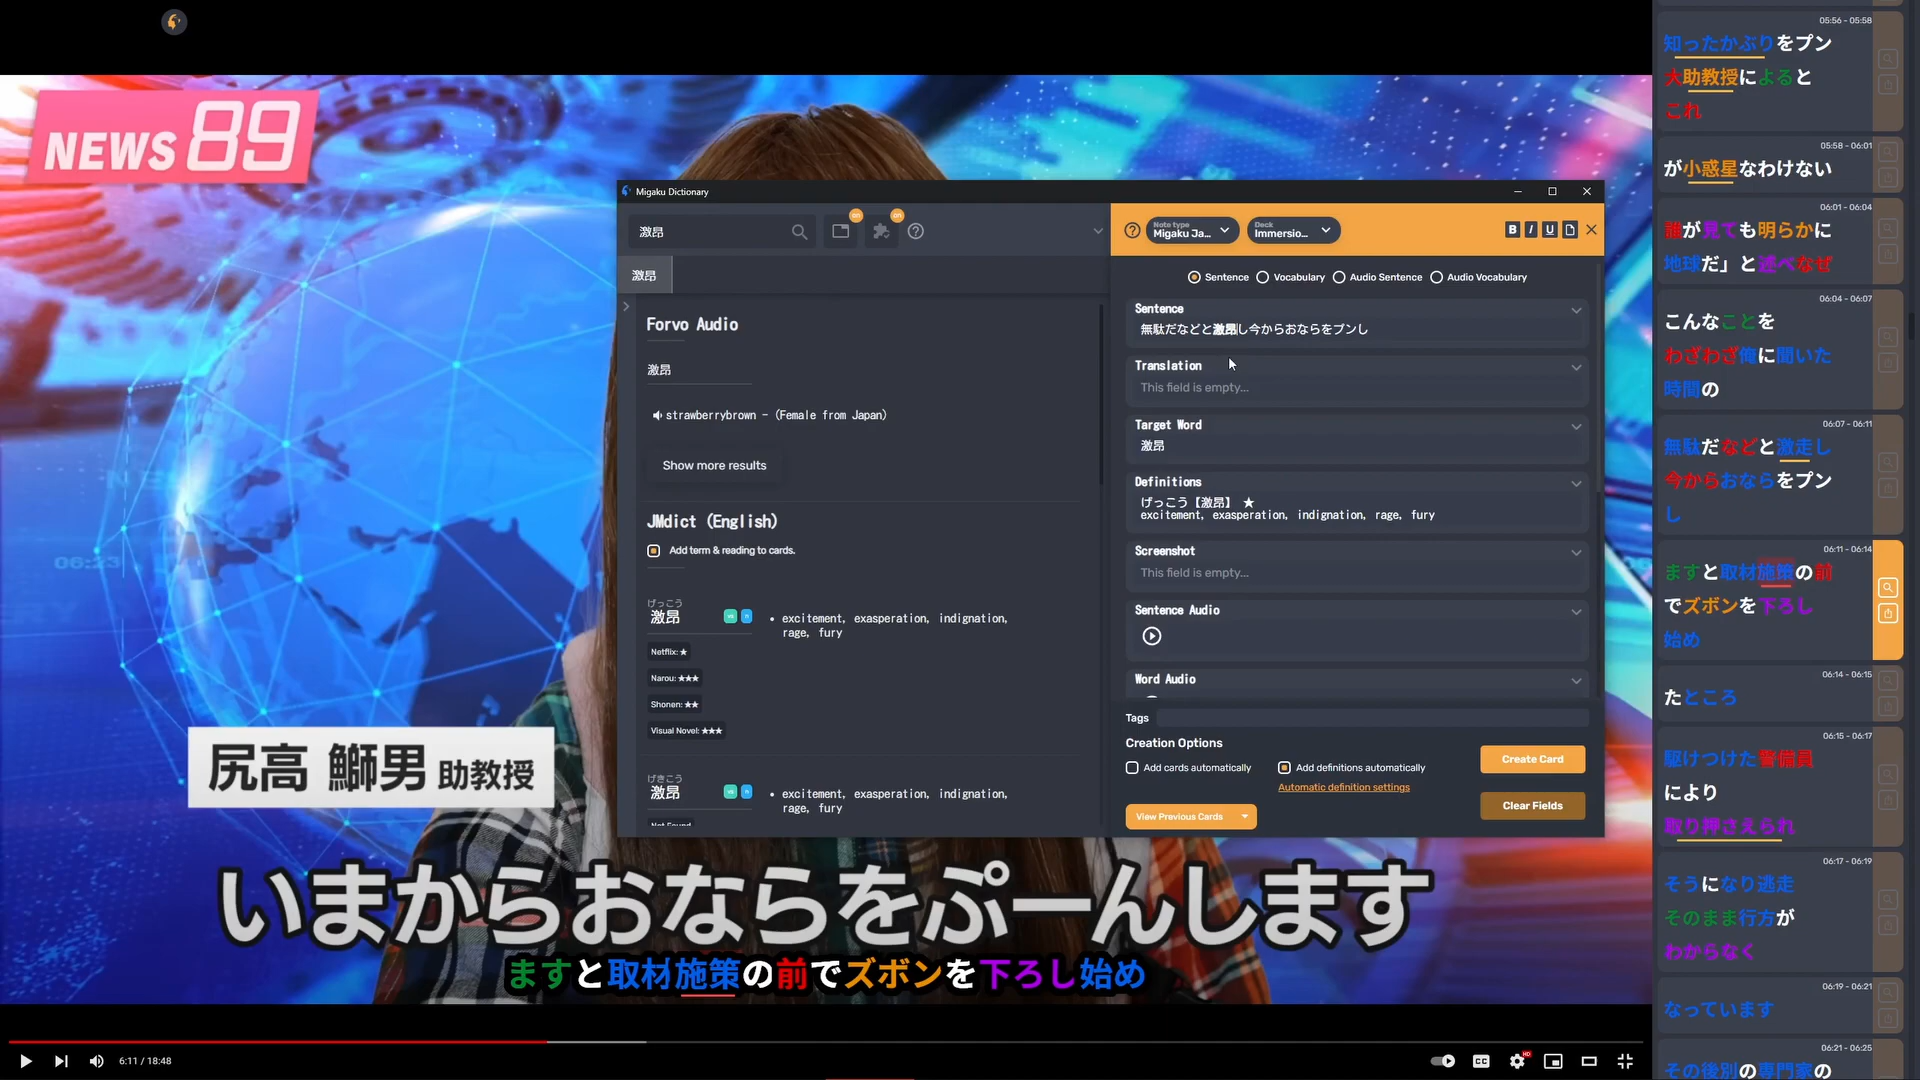 NEWS 89
尻高 鰤男 助教授
いまからおならをぷーんします
ますと取材施策の前でズボンを下ろし始め
6:11 / 18:48
Migaku Dictionary
激昂
on
on
激昂
Forvo Audio
激昂
strawberrybrown - (Female from Japan)
Show more results
JMdict (English)
Add term & reading to cards.
げっこう
激昂
vs
n
• excitement, exasperation, indignation,
rage, fury
Netflix: ★
Narou: ★★★
Shonen: ★★
Visual Novel: ★★★
げきこう
激昂
vs
n
• excitement, exasperation, indignation,
rage, fury
Not Found
Note type
Migaku Ja...
Deck
Immersio...
B I U
Sentence
Vocabulary
Audio Sentence
Audio Vocabulary
Sentence
無駄だなどと激昂し今からおならをプンし
Translation
This field is empty...
Target Word
激昂
Definitions
げっこう【激昂】 ★
excitement, exasperation, indignation, rage, fury
Screenshot
This field is empty...
Sentence Audio
Word Audio
Tags
Creation Options
Add cards automatically
Add definitions automatically
Automatic definition settings
View Previous Cards
Create Card
Clear Fields
05:56 - 05:58
知ったかぶりをプン
大助教授によると
これ
05:58 - 06:01
が小惑星なわけない
06:01 - 06:04
誰が見ても明らかに
地球だ」と述べなぜ
06:04 - 06:07
こんなことを
わざわざ俺に聞いた
時間の
06:07 - 06:11
無駄だなどと激走し
今からおならをプン
し
06:11 - 06:14
ますと取材施策の前
でズボンを下ろし
始め
06:14 - 06:15
たところ
06:15 - 06:17
駆けつけた警備員
により
取り押さえられ
06:17 - 06:19
そうになり逃走
そのまま行方が
わからなく
06:19 - 06:21
なっています
06:21 - 06:25
その後別の専門家の
CC
HD